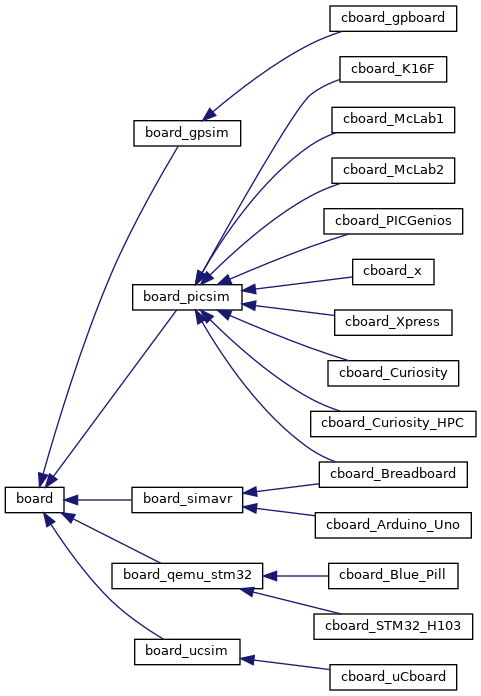 cboard_gpboard
cboard_K16F
cboard_McLab1
board_gpsim
cboard_McLab2
cboard_PICGenios
cboard_x
board_picsim
cboard_Xpress
cboard_Curiosity
cboard_Curiosity_HPC
cboard_Breadboard
board
board_simavr
cboard_Arduino_Uno
board_qemu_stm32
cboard_Blue_Pill
cboard_STM32_H103
board_ucsim
cboard_uCboard